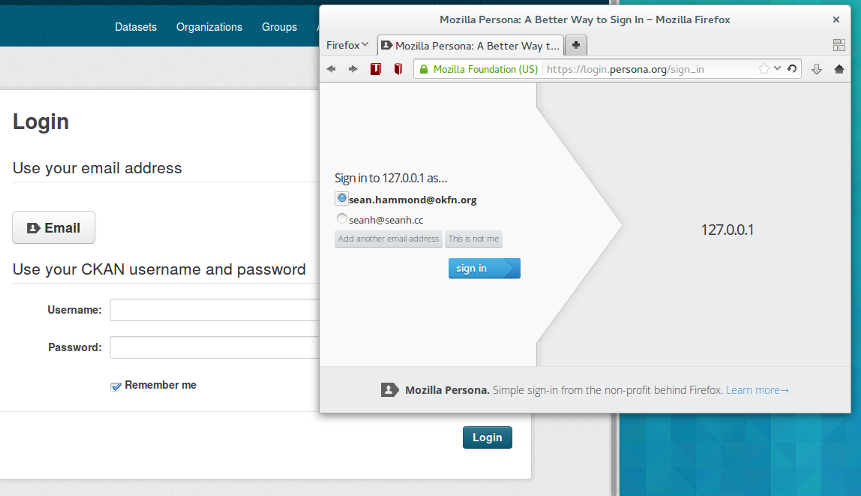 Datasets Organizations Groups
Login
Use your email address
Email
Use your CKAN username and password
Username:
Password:
Remember me
Login
Mozilla Persona: A Better Way to Sign In – Mozilla Firefox
Firefox
Mozilla Persona: A Better Way t...
Mozilla Foundation (US) https://login.persona.org/sign_in
Sign in to 127.0.0.1 as...
sean.hammond@okfn.org
seanh@seanh.cc
Add another email address This is not me
sign in
127.0.0.1
Mozilla Persona. Simple sign-in from the non-profit behind Firefox. Learn more→